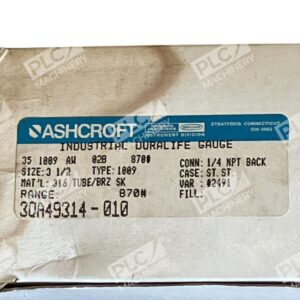 PLC
MACHINERY
ASHCROFT
INSTRUMENT DIVISION
STRATFORD, CONNECTICUT
INDUSTRIAL DURALIFE GAUGE
35 1009 AW 02B 870#
SIZE: 3 1/2 TYPE: 1009
CONN: 1/4 NPT BACK
MAT'L: 316 TUBE/BRZ SK
CASE: ST.ST
RANGE: 870#
VAR : 02491
FILL:
30A49314-010